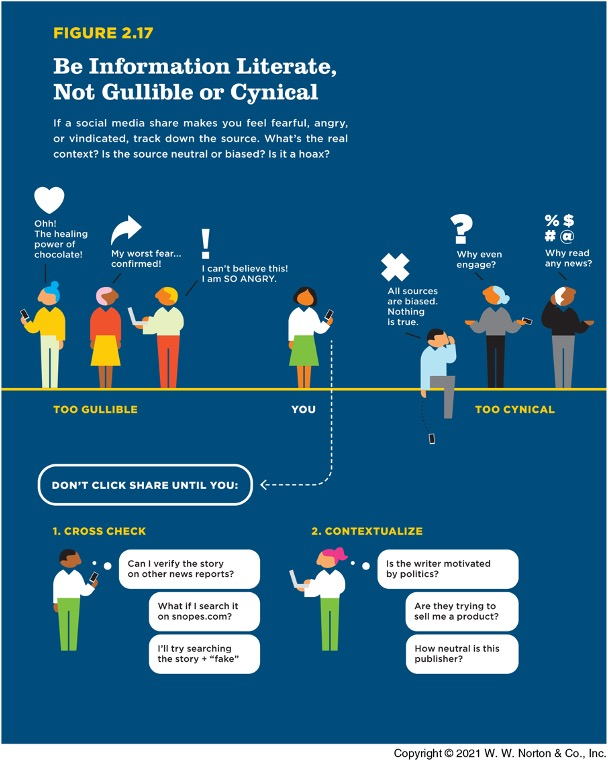 FIGURE 2.17
Be Information Literate,
Not Gullible or Cynical
If a social media share makes you feel fearful, angry,
or vindicated, track down the source. What's the real
context? Is the source neutral or biased? Is it a hoax?
Ohh!
The healing
power of
chocolate!
My worst fear...
confirmed!
!
I can't believe this!
I am SO ANGRY.
All sources
are biased.
Nothing
is true.
?
Why even
engage?
% $
# @
Why read
any news?
TOO GULLIBLE
YOU
TOO CYNICAL
DON'T CLICK SHARE UNTIL YOU:
1. CROSS CHECK
Can I verify the story
on other news reports?
What if I search it
on snopes.com?
I'll try searching
the story + "fake"
2. CONTEXTUALIZE
Is the writer motivated
by politics?
Are they trying to
sell me a product?
How neutral is this
publisher?
Copyright © 2021 W. W. Norton & Co., Inc.